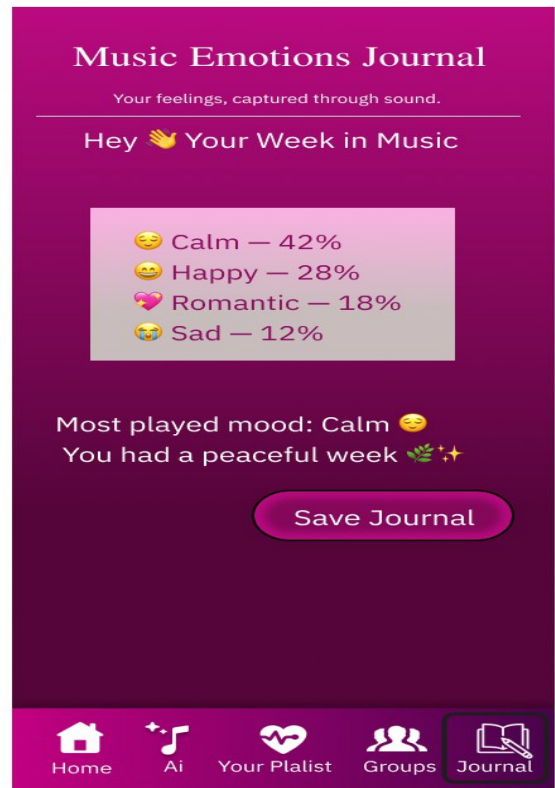 Music Emotions Journal
Your feelings, captured through sound.
Hey 👋 Your Week in Music
😌 Calm — 42%
😄 Happy — 28%
💘 Romantic — 18%
😭 Sad — 12%
Most played mood: Calm 😌
You had a peaceful week 🌿✨
Save Journal
Home
Ai
Your Plalist
Groups
Journal